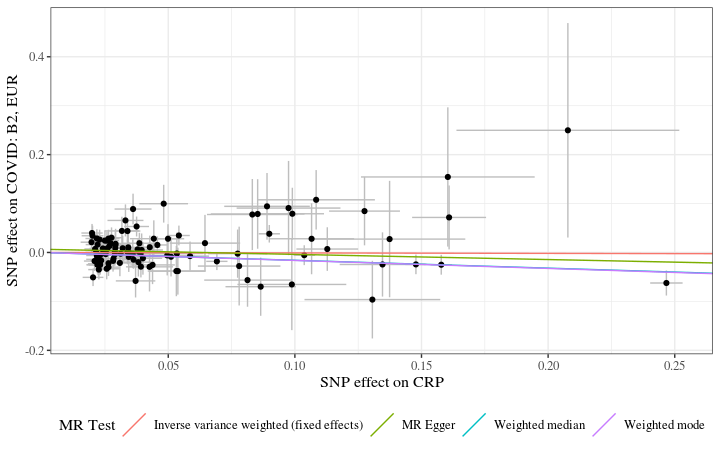 SNP effect on COVID: B2, EUR
0.4
0.2
0.0
-0.2
0.05 0.10 0.15 0.20 0.25
SNP effect on CRP
MR Test Inverse variance weighted (fixed effects) MR Egger Weighted median Weighted mode